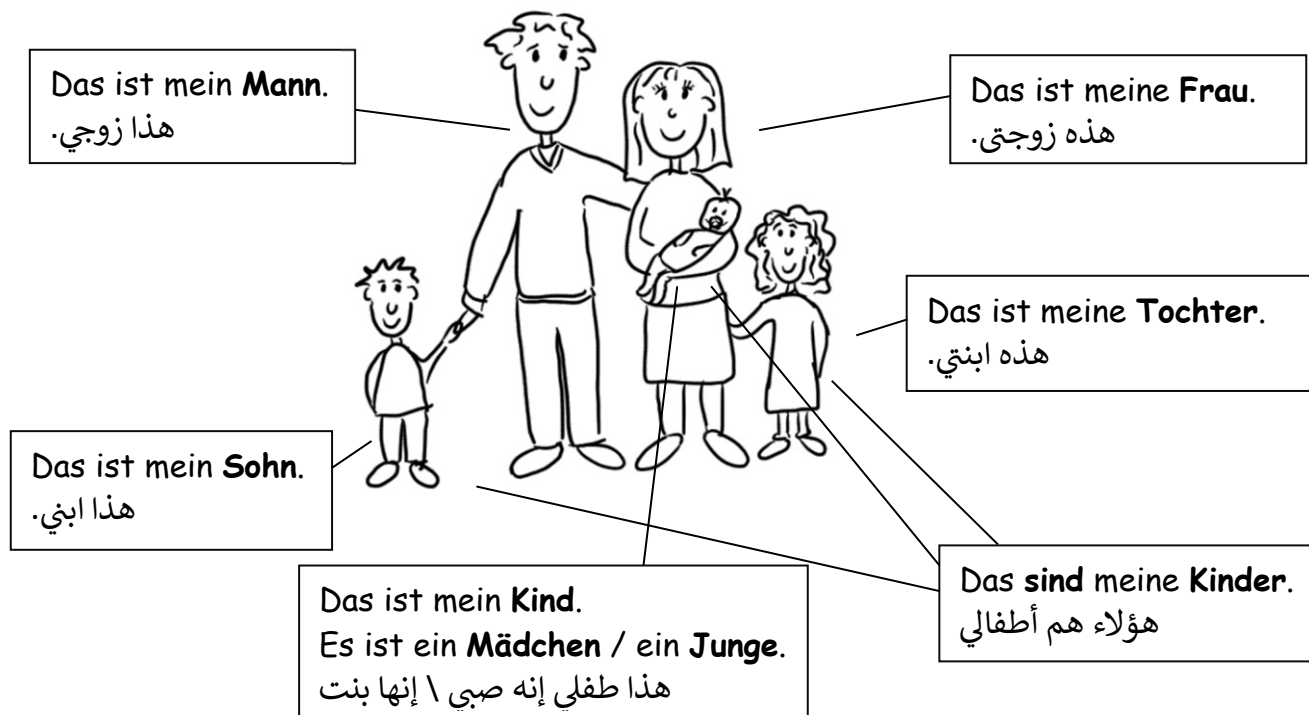 Das ist mein Mann.
هذا زوجي.
Das ist meine Frau.
هذه زوجتى.
Das ist meine Tochter.
هذه ابنتي.
Das ist mein Sohn.
هذا ابني.
Das ist mein Kind.
Es ist ein Mädchen / ein Junge.
هذا طفلي إنه صبي \ إنها بنت
Das sind meine Kinder.
هؤلاء هم أطفالي